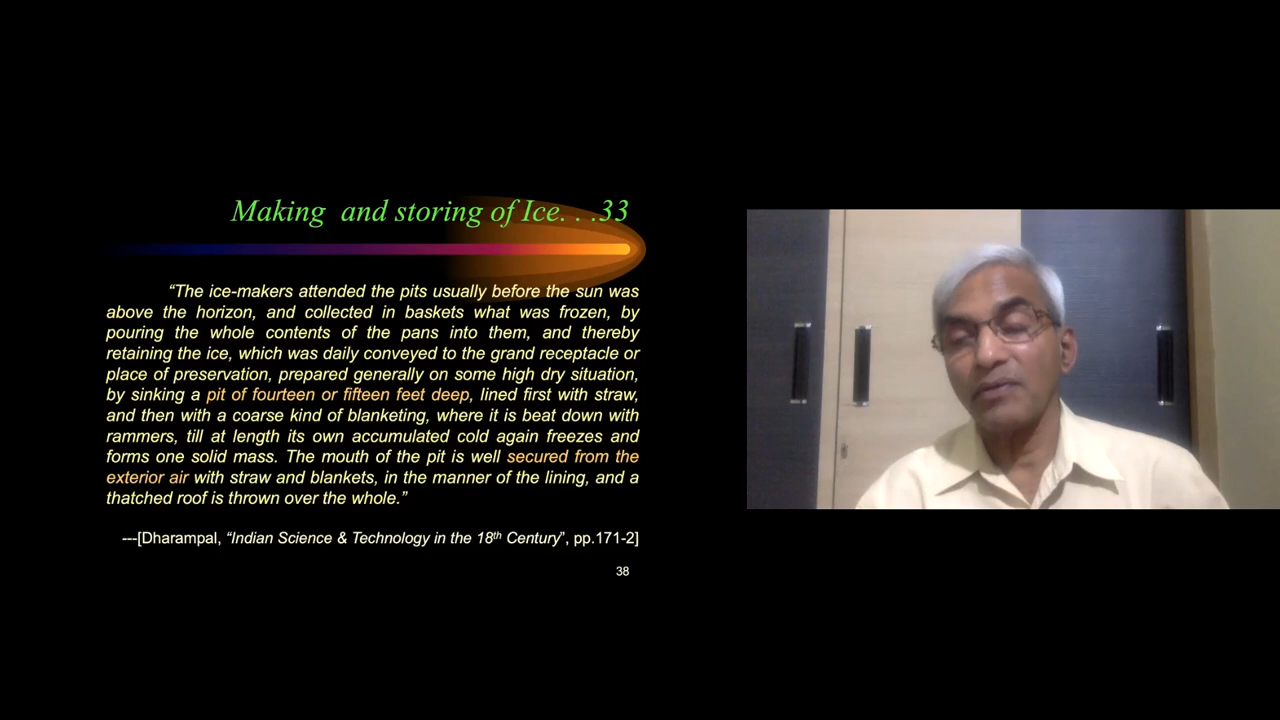 Making and storing of Ice. . .33
“The ice-makers attended the pits usually before the sun was
above the horizon, and collected in baskets what was frozen, by
pouring the whole contents of the pans into them, and thereby
retaining the ice, which was daily conveyed to the grand receptacle or
place of preservation, prepared generally on some high dry situation,
by sinking a pit of fourteen or fifteen feet deep, lined first with straw,
and then with a coarse kind of blanketing, where it is beat down with
rammers, till at length its own accumulated cold again freezes and
forms one solid mass. The mouth of the pit is well secured from the
exterior air with straw and blankets, in the manner of the lining, and a
thatched roof is thrown over the whole.”
---[Dharampal, “Indian Science & Technology in the 18th Century”, pp.171-2]
38